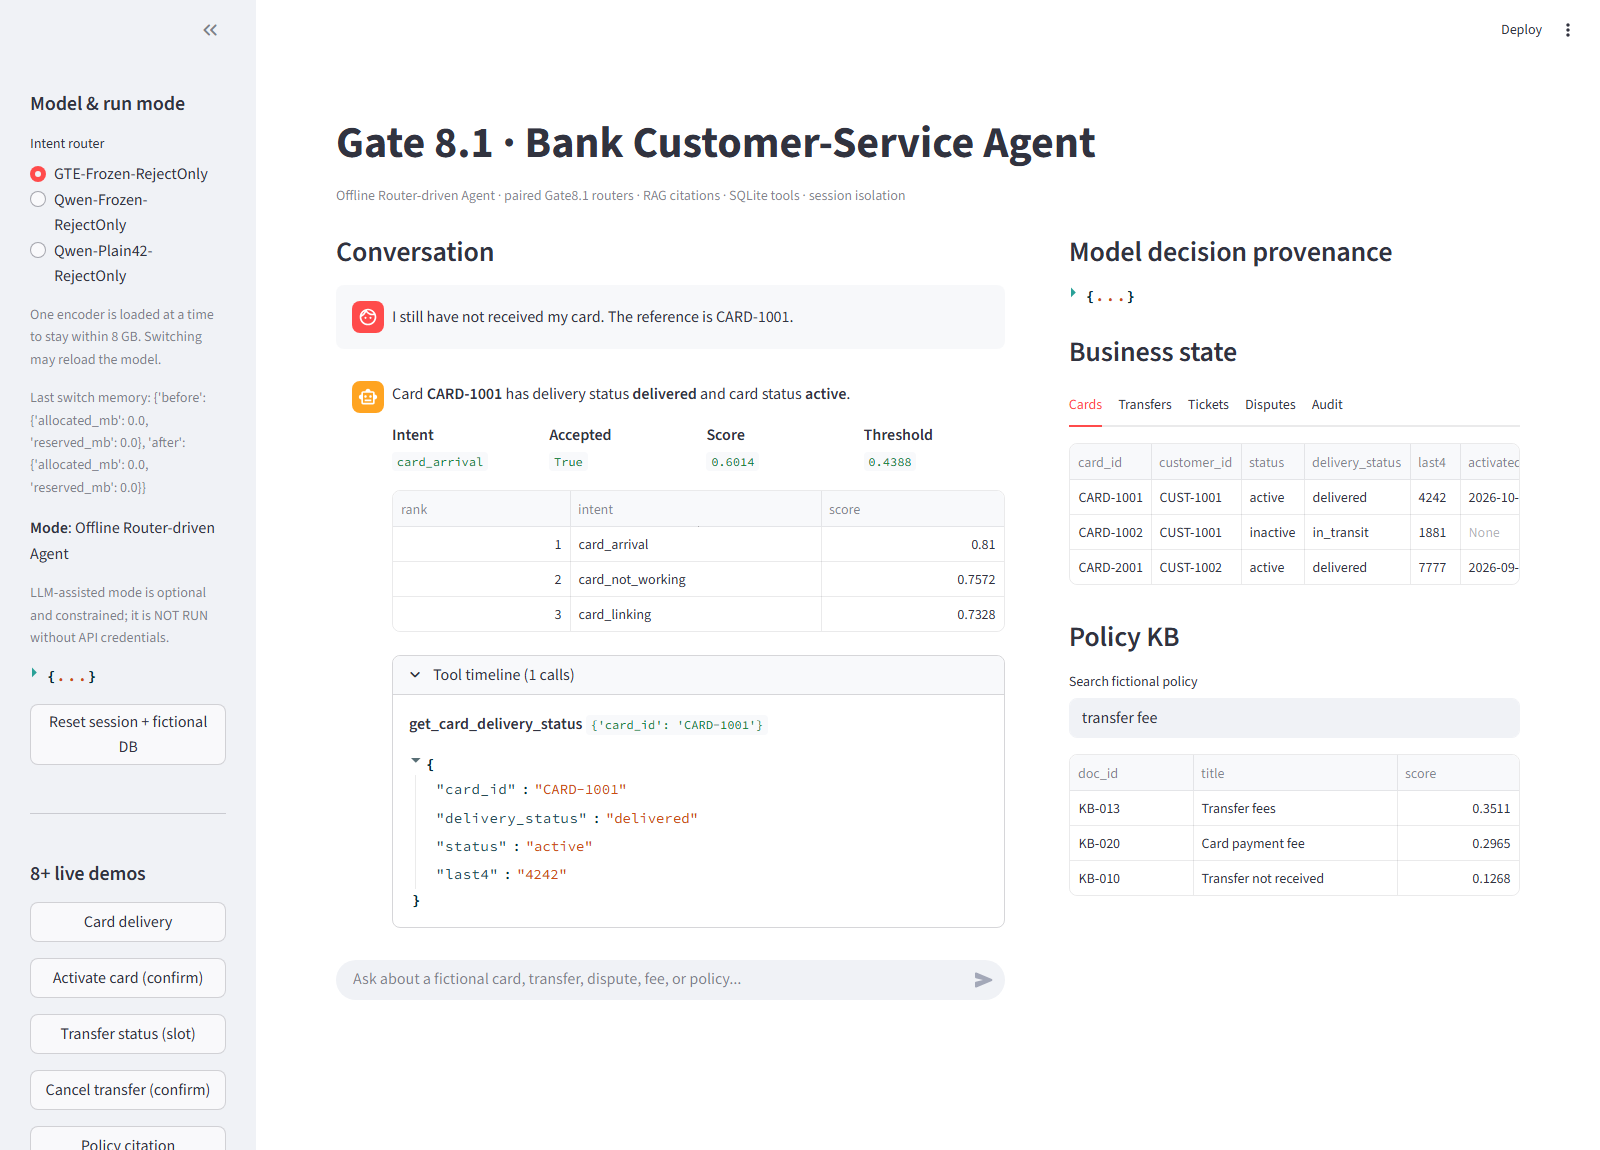 Deploy
Model & run mode
Intent router
GTE-Frozen-RejectOnly
Qwen-Frozen-
RejectOnly
Qwen-Plain42-
RejectOnly
One encoder is loaded at a time
to stay within 8 GB. Switching
may reload the model.
Last switch memory: {'before':
{'allocated_mb': 0.0,
'reserved_mb': 0.0}, 'after':
{'allocated_mb': 0.0,
'reserved_mb': 0.0}}
Mode: Offline Router-driven
Agent
LLM-assisted mode is optional
and constrained; it is NOT RUN
without API credentials.
{...}
Reset session + fictional
DB
8+ live demos
Card delivery
Activate card (confirm)
Transfer status (slot)
Cancel transfer (confirm)
Policy citation
Gate 8.1 · Bank Customer-Service Agent
Offline Router-driven Agent · paired Gate8.1 routers · RAG citations · SQLite tools · session isolation
Conversation
I still have not received my card. The reference is CARD-1001.
Card CARD-1001 has delivery status delivered and card status active.
Intent Accepted Score Threshold
card_arrival True 0.6014 0.4388
rank intent score
1 card_arrival 0.81
2 card_not_working 0.7572
3 card_linking 0.7328
Tool timeline (1 calls)
get_card_delivery_status {'card_id': 'CARD-1001'}
{
"card_id" : "CARD-1001"
"delivery_status" : "delivered"
"status" : "active"
"last4" : "4242"
}
Ask about a fictional card, transfer, dispute, fee, or policy...
Model decision provenance
{...}
Business state
Cards Transfers Tickets Disputes Audit
card_id customer_id status delivery_status last4 activated
CARD-1001 CUST-1001 active delivered 4242 2026-10-
CARD-1002 CUST-1001 inactive in_transit 1881 None
CARD-2001 CUST-1002 active delivered 7777 2026-09-
Policy KB
Search fictional policy
transfer fee
doc_id title score
KB-013 Transfer fees 0.3511
KB-020 Card payment fee 0.2965
KB-010 Transfer not received 0.1268